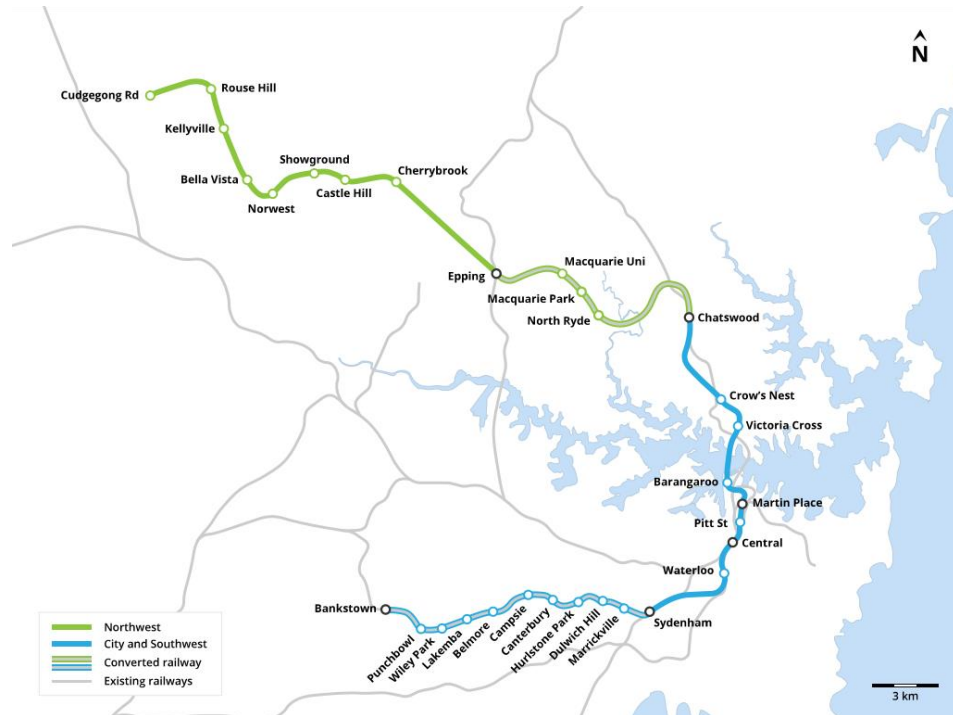 N
Cudgegong Rd
Rouse Hill
Kellyville
Bella Vista
Norwest
Showground
Castle Hill
Cherrybrook
Epping
Macquarie Uni
Macquarie Park
North Ryde
Chatswood
Crow's Nest
Victoria Cross
Barangaroo
Martin Place
Pitt St
Central
Waterloo
Sydenham
Bankstown
Punchbowl
Wiley Park
Lakemba
Belmore
Campsie
Canterbury
Hurlstone Park
Dulwich Hill
Marrickville
Northwest
City and Southwest
Converted railway
Existing railways
3 km